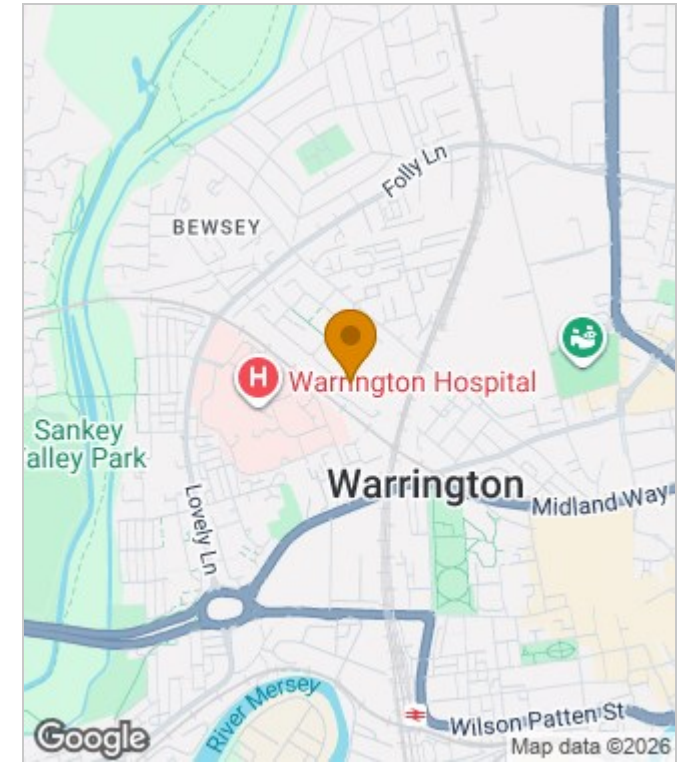 Folly Ln
BEWSEY
H
Warrington Hospital
Sankey
alley Park
Warrington
Midland Way
Lovely Ln
River Mersey
Wilson Patten St
Google
Map data ©2026